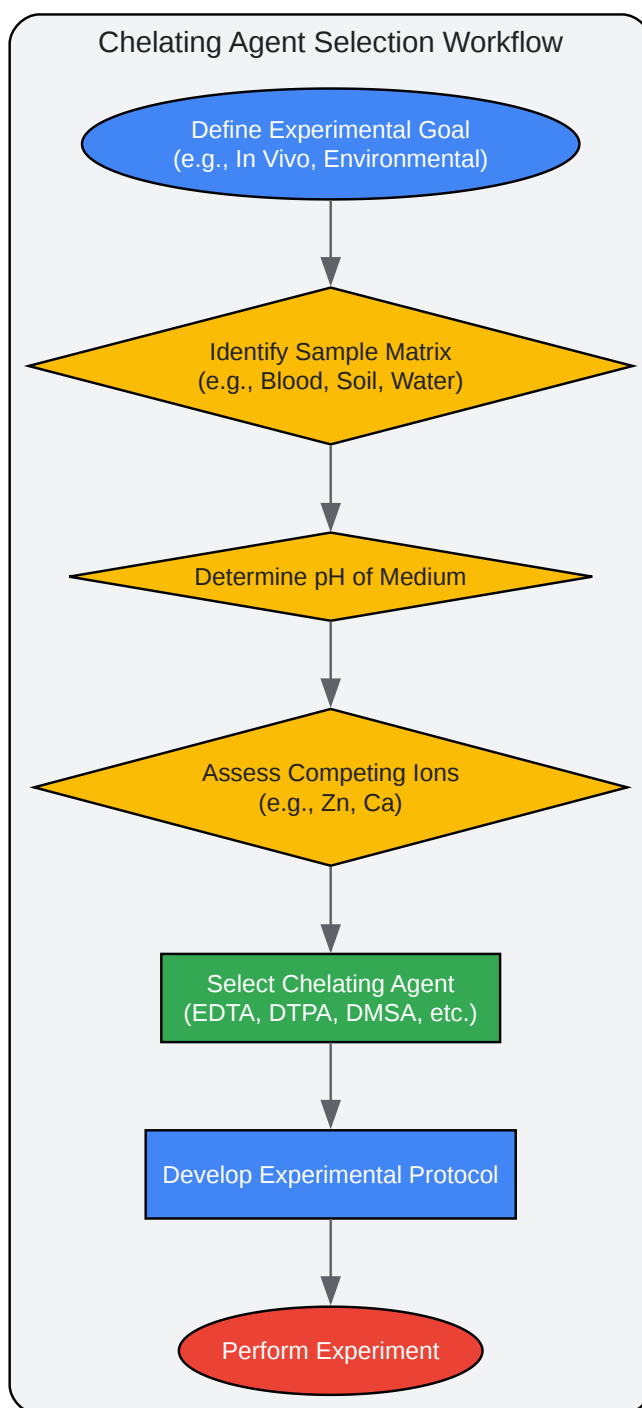 Chelating Agent Selection Workflow
Define Experimental Goal
(e.g., In Vivo, Environmental)
Identify Sample Matrix
(e.g., Blood, Soil, Water)
Determine pH of Medium
Assess Competing Ions
(e.g., Zn, Ca)
Select Chelating Agent
(EDTA, DTPA, DMSA, etc.)
Develop Experimental Protocol
Perform Experiment